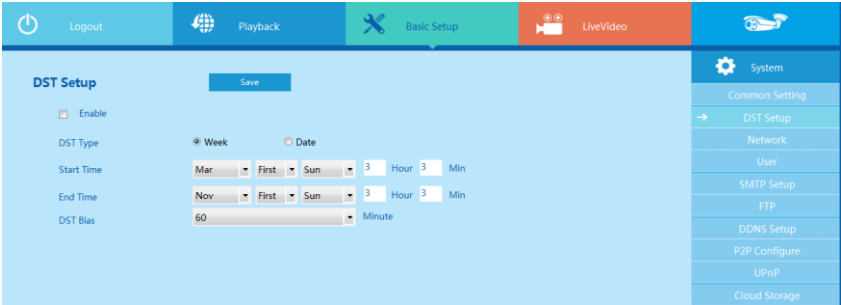 Logout Playback Basic Setup LiveVideo
DST Setup Save
Enable
DST Type Week Date
Start Time Mar First Sun 3 Hour 3 Min
End Time Nov First Sun 3 Hour 3 Min
DST Bias 60 Minute
System
Common Setting
DST Setup
Network
User
SMTP Setup
FTP
DDNS Setup
P2P Configure
UPnP
Cloud Storage